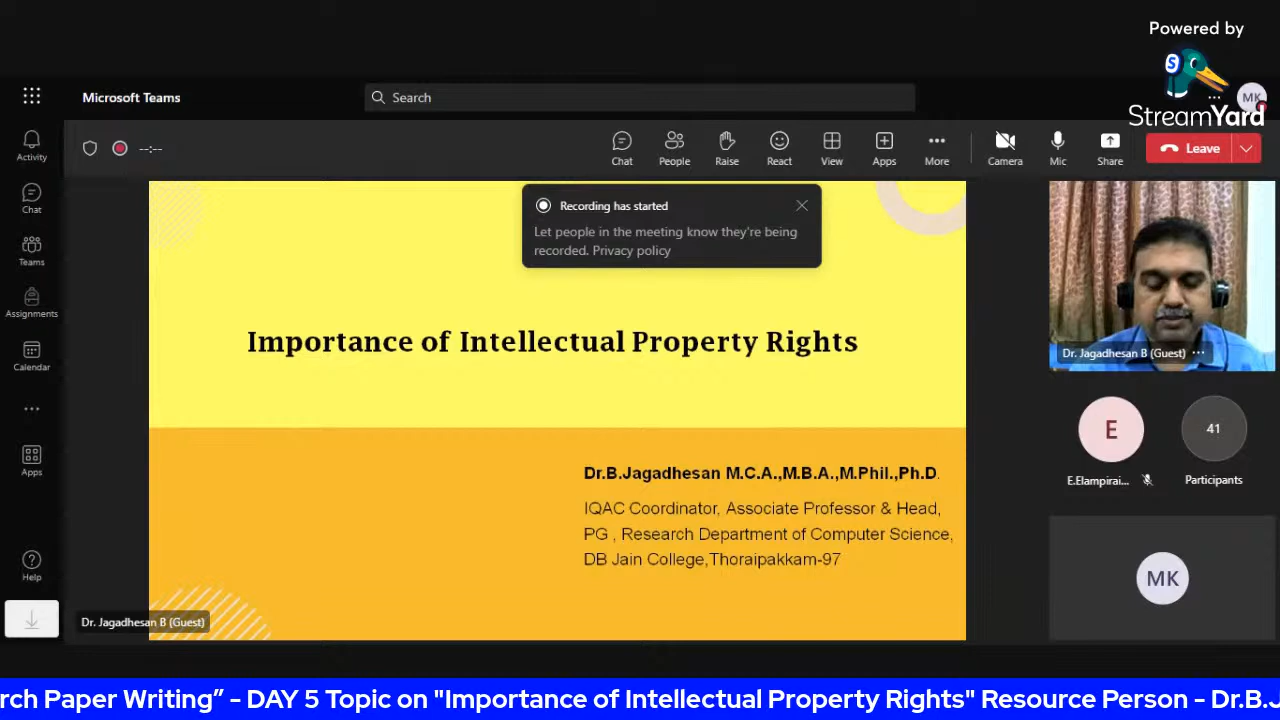 Powered by
StreamYard
Microsoft Teams
Search
MK
Activity
Chat
Teams
Assignments
Calendar
Apps
Help
--:--
Chat
People
Raise
React
View
Apps
More
Camera
Mic
Share
Leave
Recording has started
Let people in the meeting know they're being
recorded. Privacy policy
Importance of Intellectual Property Rights
Dr.B.Jagadhesan M.C.A.,M.B.A.,M.Phil.,Ph.D.
IQAC Coordinator, Associate Professor & Head,
PG , Research Department of Computer Science,
DB Jain College,Thoraipakkam-97
Dr. Jagadhesan B (Guest)
Dr. Jagadhesan B (Guest)
E
E.Elampirai...
41
Participants
MK
rch Paper Writing” - DAY 5 Topic on "Importance of Intellectual Property Rights" Resource Person - Dr.B.J